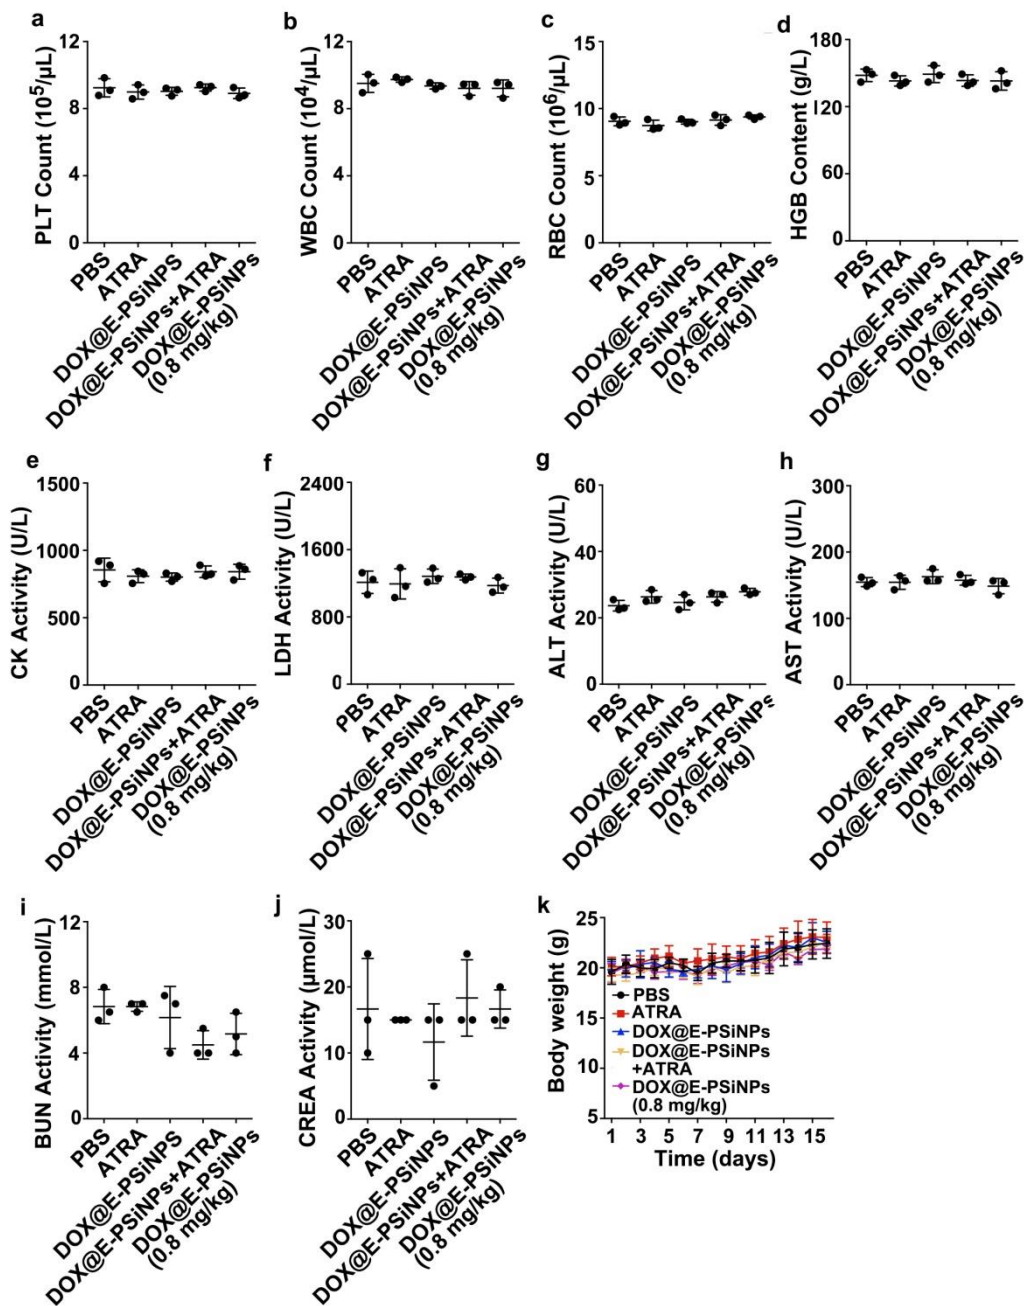 a
PLT Count (10⁵/μL)
12
8
4
0
PBS
ATRA
DOX@E-PSiNPS
DOX@E-PSiNPs+ATRA
DOX@E-PSiNPs
(0.8 mg/kg)
b
WBC Count (10⁴/μL)
12
8
4
0
PBS
ATRA
DOX@E-PSiNPS
DOX@E-PSiNPs+ATRA
DOX@E-PSiNPs
(0.8 mg/kg)
c
RBC Count (10⁶/μL)
15
10
5
0
PBS
ATRA
DOX@E-PSiNPS
DOX@E-PSiNPs+ATRA
DOX@E-PSiNPs
(0.8 mg/kg)
d
HGB Content (g/L)
180
120
60
0
PBS
ATRA
DOX@E-PSiNPS
DOX@E-PSiNPs+ATRA
DOX@E-PSiNPs
(0.8 mg/kg)
e
CK Activity (U/L)
1500
1000
500
0
PBS
ATRA
DOX@E-PSiNPS
DOX@E-PSiNPs+ATRA
DOX@E-PSiNPs
(0.8 mg/kg)
f
LDH Activity (U/L)
2400
1600
800
0
PBS
ATRA
DOX@E-PSiNPS
DOX@E-PSiNPs+ATRA
DOX@E-PSiNPs
(0.8 mg/kg)
g
ALT Activity (U/L)
60
40
20
0
PBS
ATRA
DOX@E-PSiNPS
DOX@E-PSiNPs+ATRA
DOX@E-PSiNPs
(0.8 mg/kg)
h
AST Activity (U/L)
300
200
100
0
PBS
ATRA
DOX@E-PSiNPS
DOX@E-PSiNPs+ATRA
DOX@E-PSiNPs
(0.8 mg/kg)
i
BUN Activity (mmol/L)
12
8
4
0
PBS
ATRA
DOX@E-PSiNPS
DOX@E-PSiNPs+ATRA
DOX@E-PSiNPs
(0.8 mg/kg)
j
CREA Activity (μmol/L)
30
20
10
0
PBS
ATRA
DOX@E-PSiNPS
DOX@E-PSiNPs+ATRA
DOX@E-PSiNPs
(0.8 mg/kg)
k
Body weight (g)
25
20
15
10
5
PBS
ATRA
DOX@E-PSiNPs
DOX@E-PSiNPs
+ATRA
DOX@E-PSiNPs
(0.8 mg/kg)
1 3 5 7 9 11 13 15
Time (days)